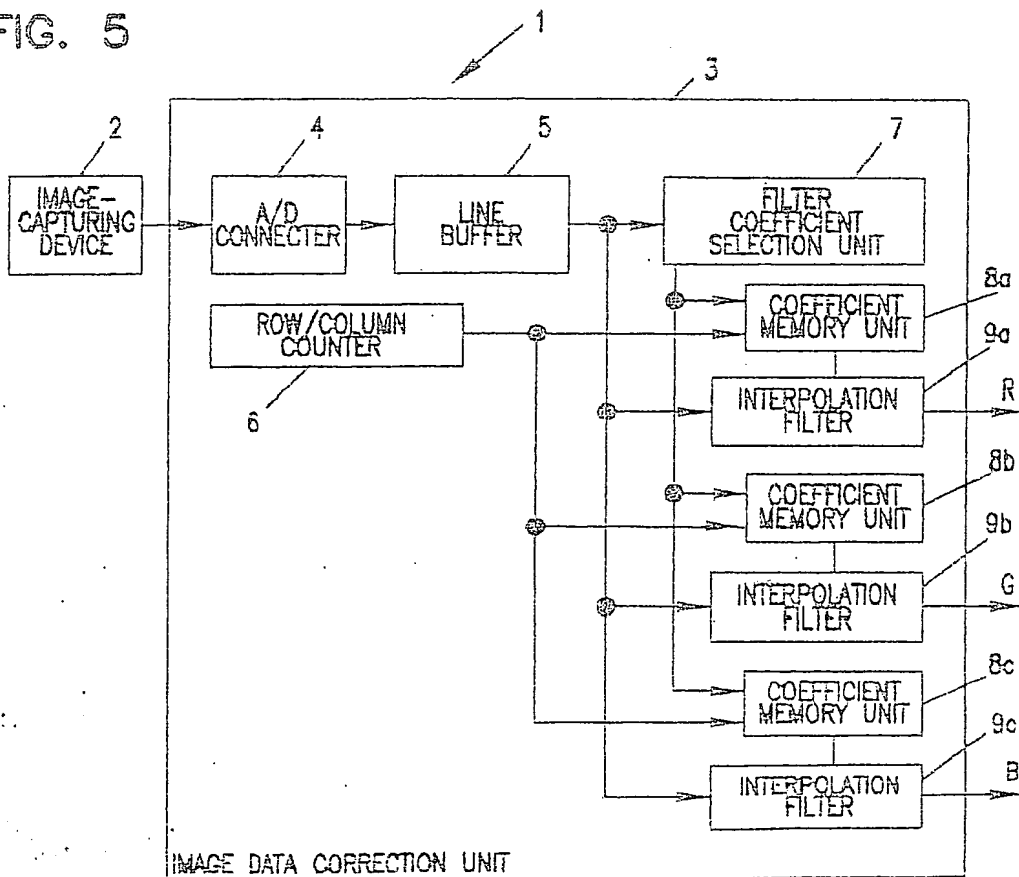 FIG. 5
1
3
2
4
5
7
IMAGE-
CAPTURING
DEVICE
A/D
CONNECTER
LINE
BUFFER
FILTER
COEFFICIENT
SELECTION UNIT
8a
ROW/COLUMN
COUNTER
COEFFICIENT
MEMORY UNIT
9a
6
INTERPOLATION
FILTER
R
8b
COEFFICIENT
MEMORY UNIT
9b
INTERPOLATION
FILTER
G
8c
COEFFICIENT
MEMORY UNIT
9c
INTERPOLATION
FILTER
B
IMAGE DATA CORRECTION UNIT